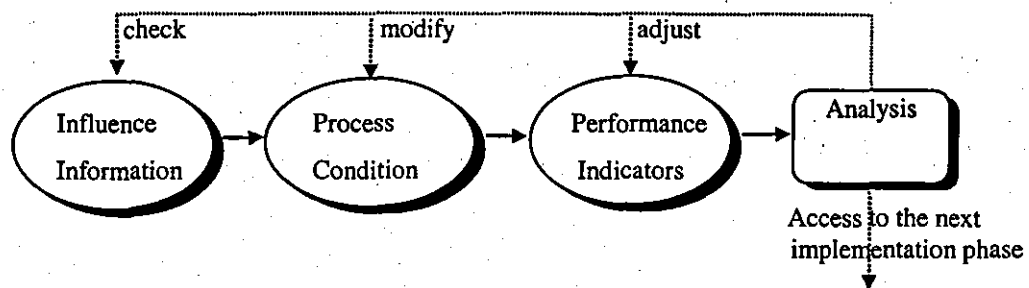 check
modify
adjust
Influence
Information
Process
Condition
Performance
Indicators
Analysis
Access to the next
implementation phase